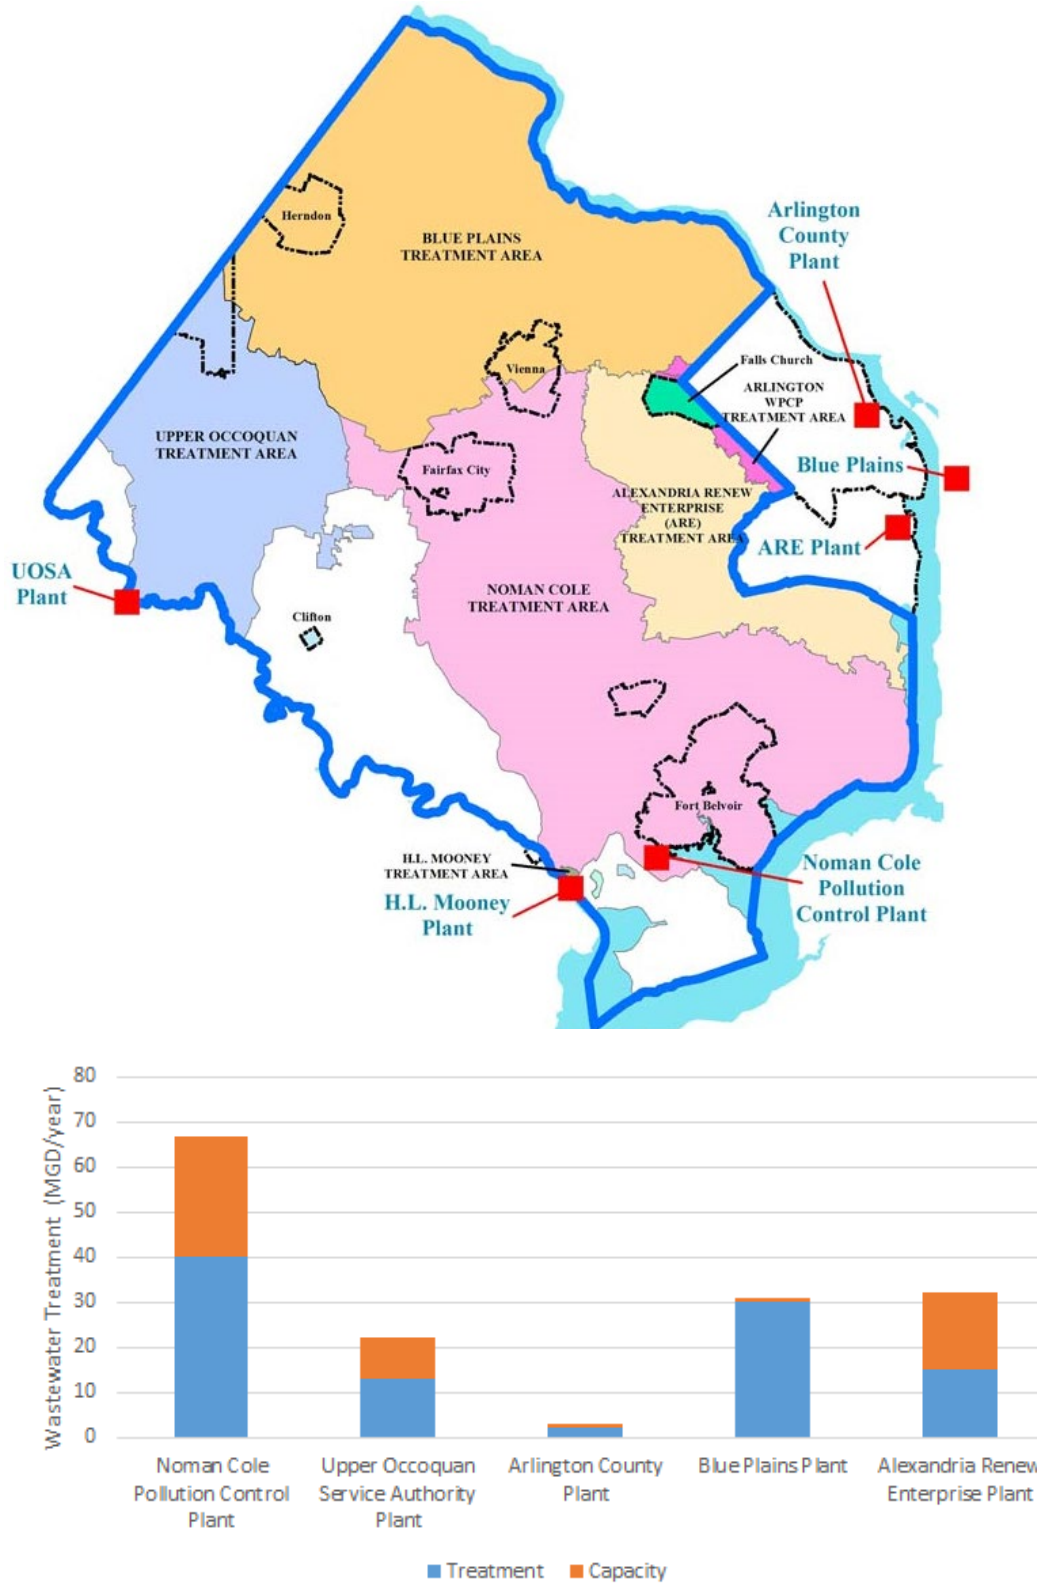 Herndon
BLUE PLAINS
TREATMENT AREA
Arlington
County
Plant
Vienna
Falls Church
ARLINGTON
WPCP
TREATMENT AREA
UPPER OCCOQUAN
TREATMENT AREA
Fairfax City
Blue Plains
ALEXANDRIA RENEW
ENTERPRISE
(ARE)
TREATMENT AREA
ARE Plant
UOSA
Plant
NOMAN COLE
TREATMENT AREA
Clifton
Fort Belvoir
H.L. MOONEY
TREATMENT AREA
H.L. Mooney
Plant
Noman Cole
Pollution
Control Plant
Wastewater Treatment (MGD/year)
80
70
60
50
40
30
20
10
0
Noman Cole
Pollution Control
Plant
Upper Occoquan
Service Authority
Plant
Arlington County
Plant
Blue Plains Plant
Alexandria Renew
Enterprise Plant
Treatment
Capacity